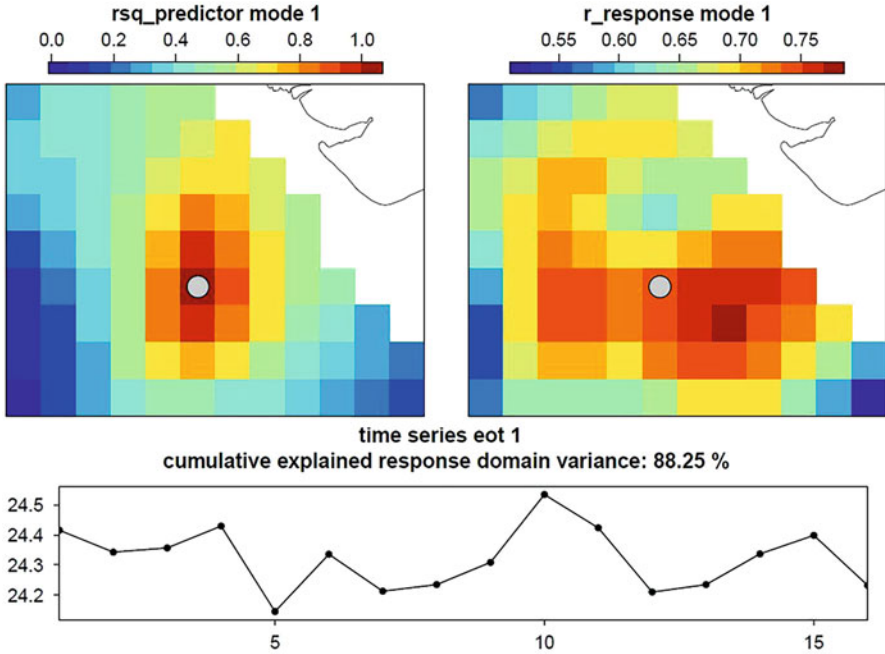 rsq_predictor mode 1
0.0 0.2 0.4 0.6 0.8 1.0
r_response mode 1
0.55 0.60 0.65 0.70 0.75
time series eot 1
cumulative explained response domain variance: 88.25 %
24.5
24.4
24.3
24.2
5 10 15